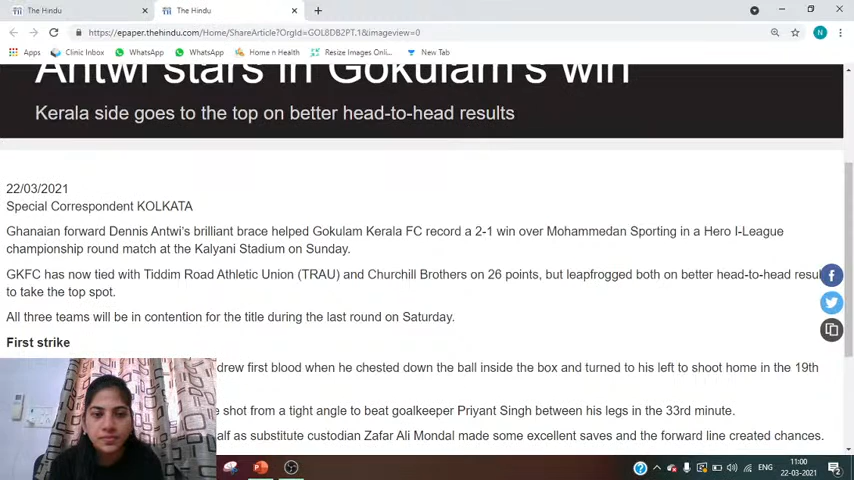 The Hindu
The Hindu
https://epaper.thehindu.com/Home/ShareArticle?OrgId=GOL8DB2PT.1&imageview=0
N
Apps
Clinic Inbox
WhatsApp
WhatsApp
Home n Health
Resize Images Onl...
New Tab
Antwi stars in Gokulam's win
Kerala side goes to the top on better head-to-head results
22/03/2021
Special Correspondent KOLKATA
Ghanaian forward Dennis Antwi's brilliant brace helped Gokulam Kerala FC record a 2-1 win over Mohammedan Sporting in a Hero I-League
championship round match at the Kalyani Stadium on Sunday.
GKFC has now tied with Tiddim Road Athletic Union (TRAU) and Churchill Brothers on 26 points, but leapfrogged both on better head-to-head resul
to take the top spot.
All three teams will be in contention for the title during the last round on Saturday.
First strike
drew first blood when he chested down the ball inside the box and turned to his left to shoot home in the 19th
e shot from a tight angle to beat goalkeeper Priyant Singh between his legs in the 33rd minute.
alf as substitute custodian Zafar Ali Mondal made some excellent saves and the forward line created chances.
ENG
11:00
22-03-2021
2